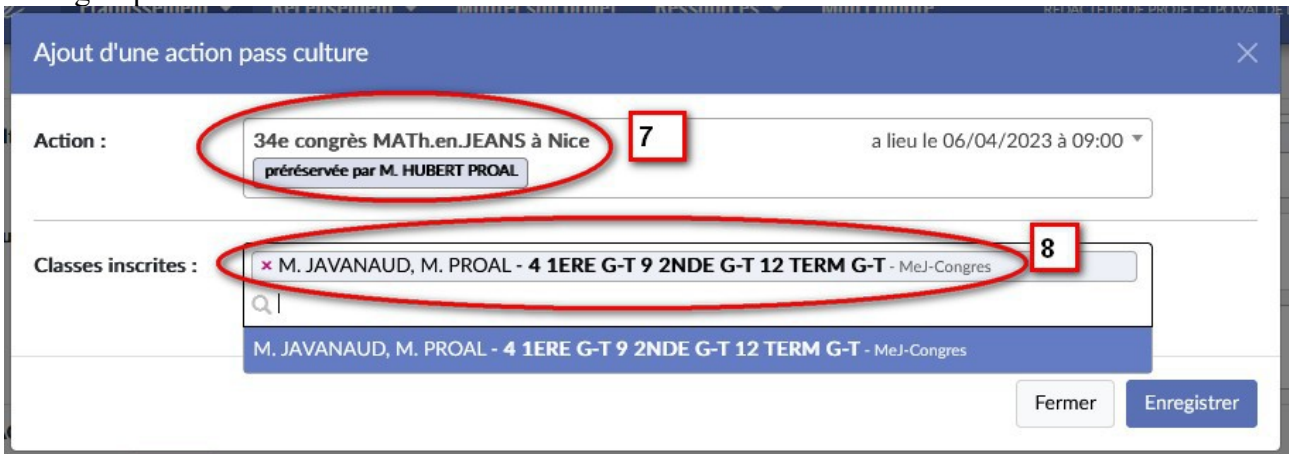 Ajout d'une action pass culture
Action :
34e congrès MATh.en.JEANS à Nice
a lieu le 06/04/2023 à 09:00
préréservée par M. HUBERT PROAL
7
Classes inscrites :
× M. JAVANAUD, M. PROAL - 4 1ERE G-T 9 2NDE G-T 12 TERM G-T - MeJ-Congres
8
M. JAVANAUD, M. PROAL - 4 1ERE G-T 9 2NDE G-T 12 TERM G-T - MeJ-Congres
Fermer
Enregistrer